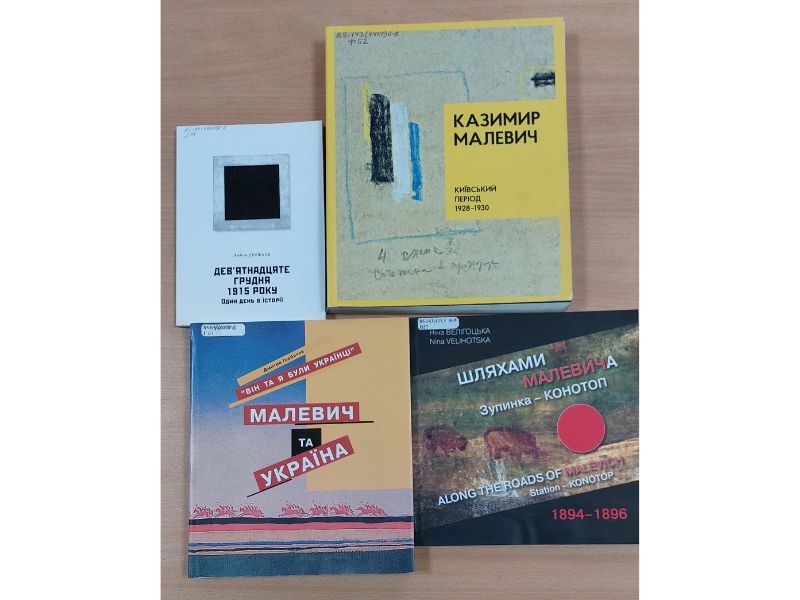 КАЗИМИР
МАЛЕВИЧ
КИЇВСЬКИЙ
ПЕРІОД
1928–1930
ДЕВ'ЯТНАДЦЯТЕ
ГРУДНЯ
1915 РОКУ
Один день в історії
"ВІН ТА Я БУЛИ УКРАЇНЦІ"
МАЛЕВИЧ
ТА
УКРАЇНА
Ніна ВЕЛІГОЦЬКА
Nina VELIHOTSKA
ШЛЯХАМИ
МАЛЕВИЧА
Зупинка – КОНОТОП
ALONG THE ROADS OF MALEVICH
Station – KONOTOP
1894–1896